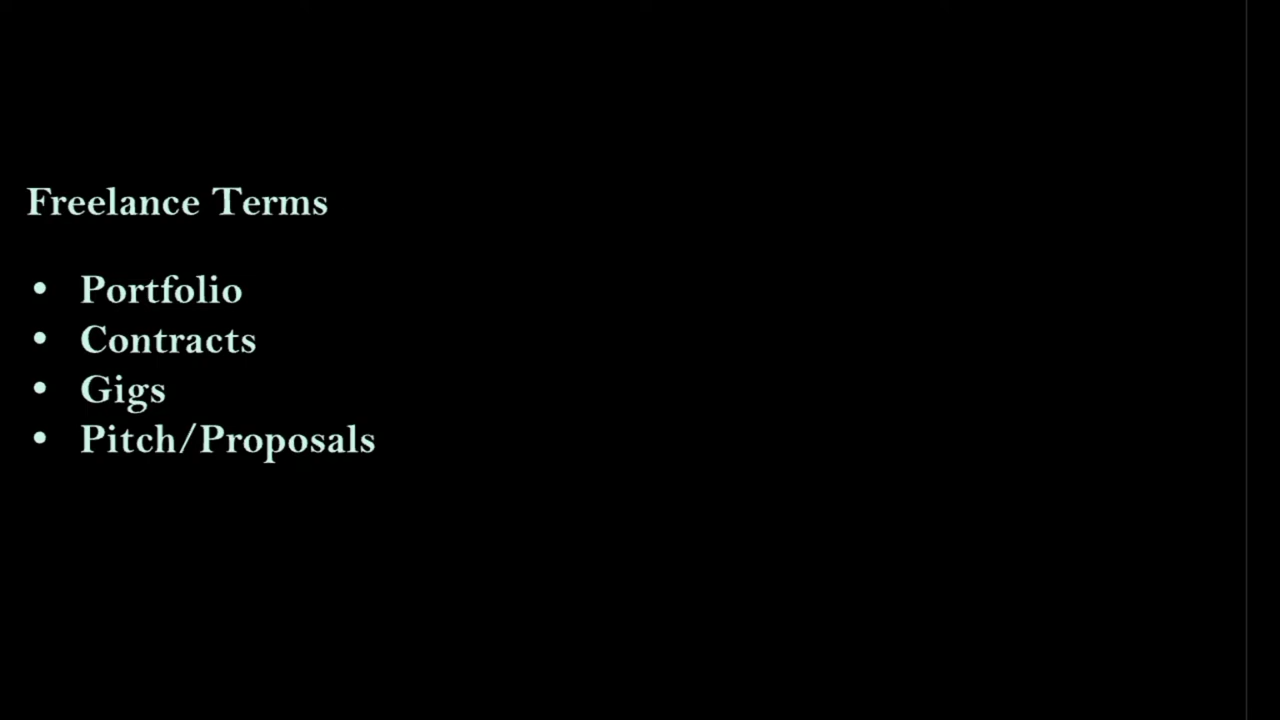 Freelance Terms
• Portfolio
• Contracts
• Gigs
• Pitch/Proposals